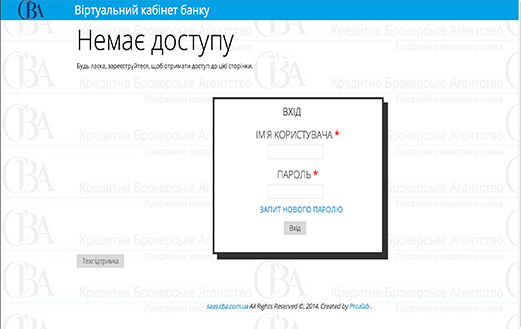 CBA Віртуальний кабінет банку
Немає доступу
Будь ласка, зареєструйтеся, щоб отримати доступ до цієї сторінки.
ВХІД
ІМ'Я КОРИСТУВАЧА *
ПАРОЛЬ *
ЗАПИТ НОВОГО ПАРОЛЮ
Вхід
Техпідтримка
saas.cba.com.ua All Rights Reserved ©, 2014. Created by Proalab.
CBA Кредитне Брокерське Агентство
Професійна незалежна оцінка